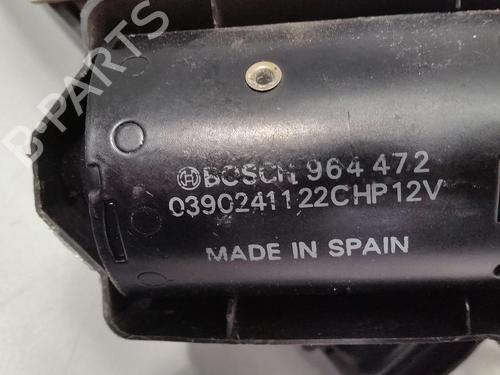 B-PARTS
BOSCH 964 472
0390241122CHP12V
MADE IN SPAIN